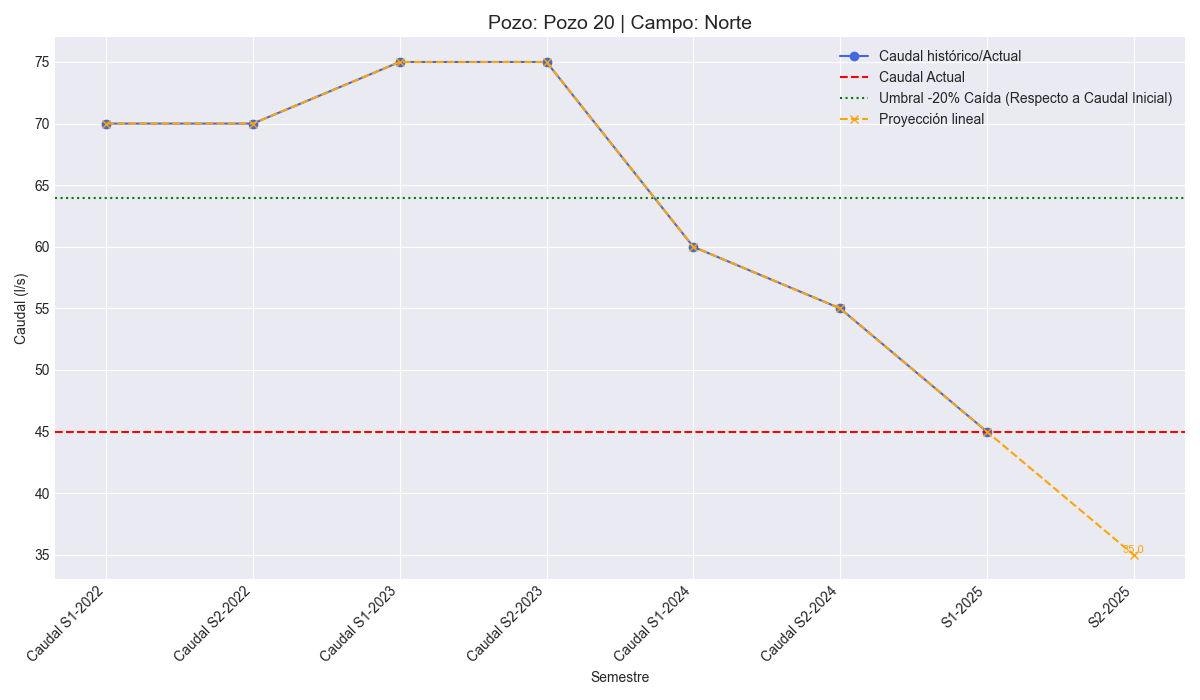 Pozo: Pozo 20 | Campo: Norte
Caudal histórico/Actual
Caudal Actual
Umbral -20% Caída (Respecto a Caudal Inicial)
Proyección lineal
Caudal (l/s)
75
70
65
60
55
50
45
40
35
35.0
Caudal S1-2022
Caudal S2-2022
Caudal S1-2023
Caudal S2-2023
Caudal S1-2024
Caudal S2-2024
S1-2025
S2-2025
Semestre